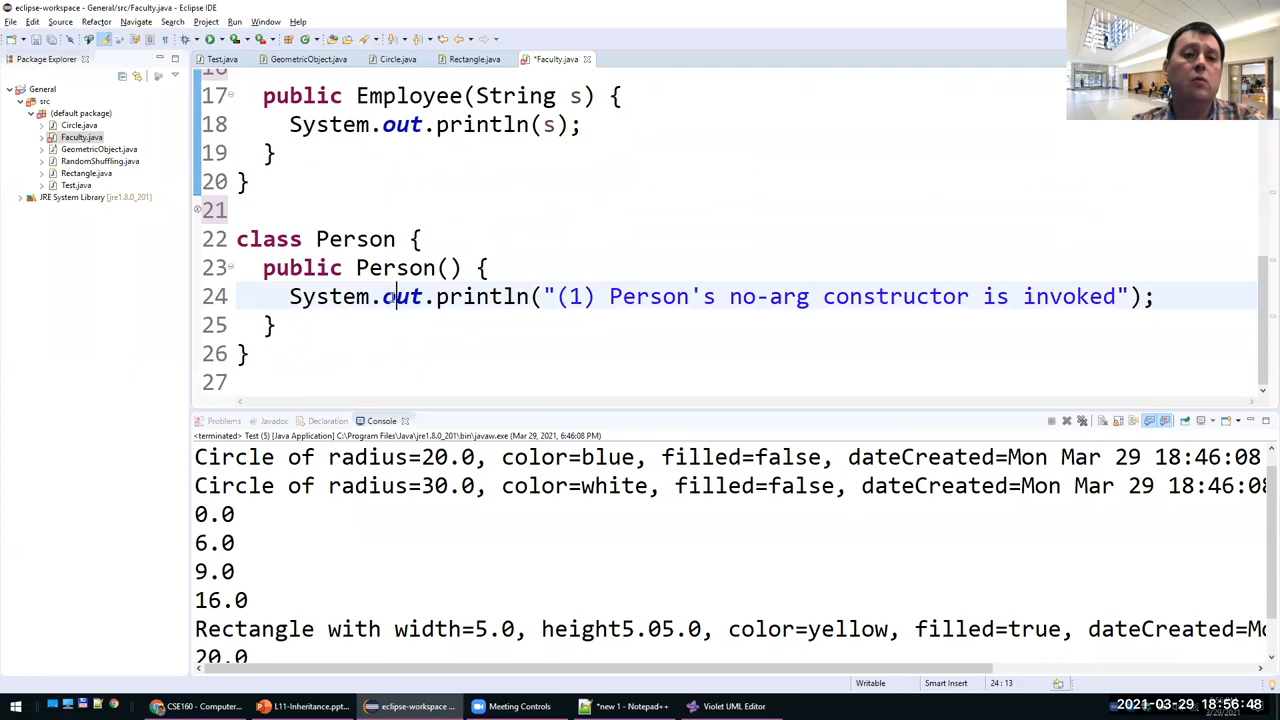 eclipse-workspace - General/src/Faculty.java - Eclipse IDE
File Edit Source Refactor Navigate Search Project Run Window Help
Package Explorer
Test.java GeometricObject.java Circle.java Rectangle.java *Faculty.java
General
src
(default package)
Circle.java
Faculty.java
GeometricObject.java
RandomShuffling.java
Rectangle.java
Test.java
JRE System Library [jre1.8.0_201]
16
17 public Employee(String s) {
18 System.out.println(s);
19 }
20 }
21
22 class Person {
23 public Person() {
24 System.out.println("(1) Person's no-arg constructor is invoked");
25 }
26 }
27
Problems Javadoc Declaration Console
<terminated> Test (5) [Java Application] C:\Program Files\Java\jre1.8.0_201\bin\javaw.exe (Mar 29, 2021, 6:46:08 PM)
Circle of radius=20.0, color=blue, filled=false, dateCreated=Mon Mar 29 18:46:08
Circle of radius=30.0, color=white, filled=false, dateCreated=Mon Mar 29 18:46:08
0.0
6.0
9.0
16.0
Rectangle with width=5.0, height5.05.0, color=yellow, filled=true, dateCreated=Mo
20.0
Writable Smart Insert 24 : 13
CSE160 - Computer... L11-Inheritance.ppt... eclipse-workspace ... Meeting Controls *new 1 - Notepad++ Violet UML Editor
2021-03-29 18:56:48